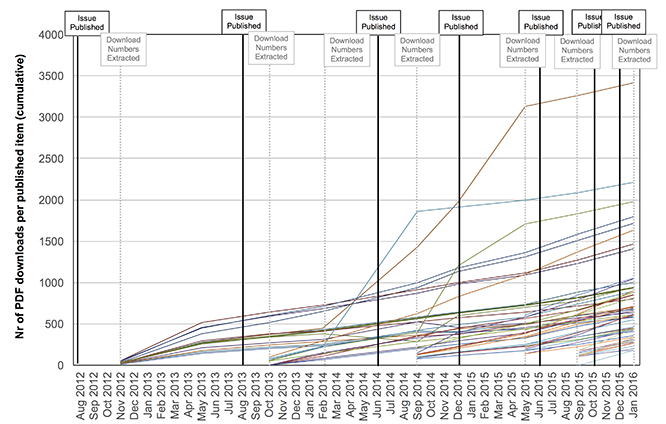 Issue
Published
Issue
Published
Issue
Published
Issue
Published
Issue
Issue
Published
Download
Numbers
Extracted
Download
Numbers
Extracted
Download
Numbers
Extracted
Download
Numbers
Extracted
Download
Numbers
Extracted
Download
Numbers
Extracted
Download
Numbers
Extracted
Nr of PDF downloads per published item (cumulative)
4000
3500
3000
2500
2000
1500
1000
500
0
Aug 2012
Sep 2012
Oct 2012
Nov 2012
Dec 2012
Jan 2013
Feb 2013
Mar 2013
Apr 2013
May 2013
Jun 2013
Jul 2013
Aug 2013
Sep 2013
Oct 2013
Nov 2013
Dec 2013
Jan 2014
Feb 2014
Mar 2014
Apr 2014
May 2014
Jun 2014
Jul 2014
Aug 2014
Sep 2014
Oct 2014
Nov 2014
Dec 2014
Jan 2015
Feb 2015
Mar 2015
Apr 2015
May 2015
Jun 2015
Jul 2015
Aug 2015
Sep 2015
Oct 2015
Nov 2015
Dec 2015
Jan 2016